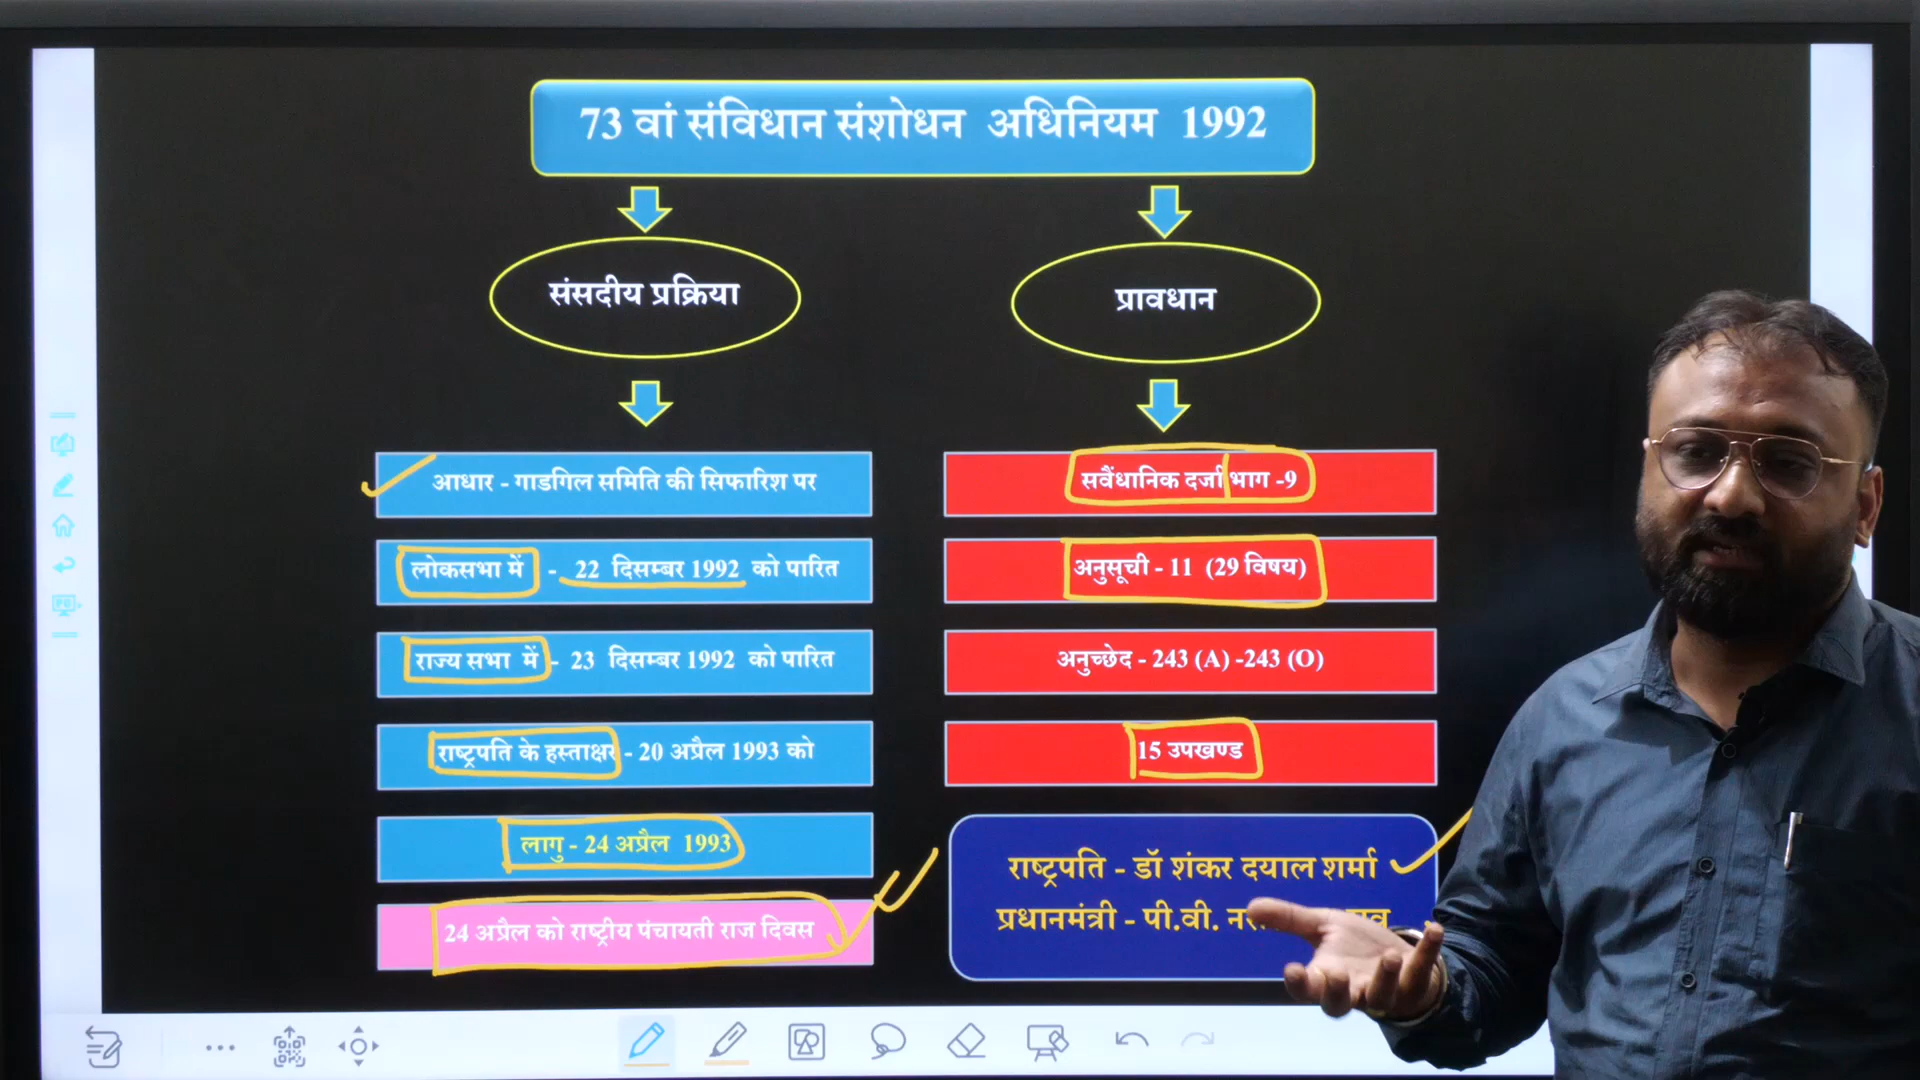 73 वां संविधान संशोधन अधिनियम 1992
संसदीय प्रक्रिया
आधार - गाडगिल समिति की सिफारिश पर
लोकसभा में - 22 दिसम्बर 1992 को पारित
राज्य सभा में - 23 दिसम्बर 1992 को पारित
राष्ट्रपति के हस्ताक्षर - 20 अप्रैल 1993 को
लागु - 24 अप्रैल 1993
24 अप्रैल को राष्ट्रीय पंचायती राज दिवस
प्रावधान
सवैंधानिक दर्जा भाग -9
अनुसूची - 11 (29 विषय)
अनुच्छेद - 243 (A) -243 (O)
15 उपखण्ड
राष्ट्रपति - डॉ शंकर दयाल शर्मा
प्रधानमंत्री - पी.वी.